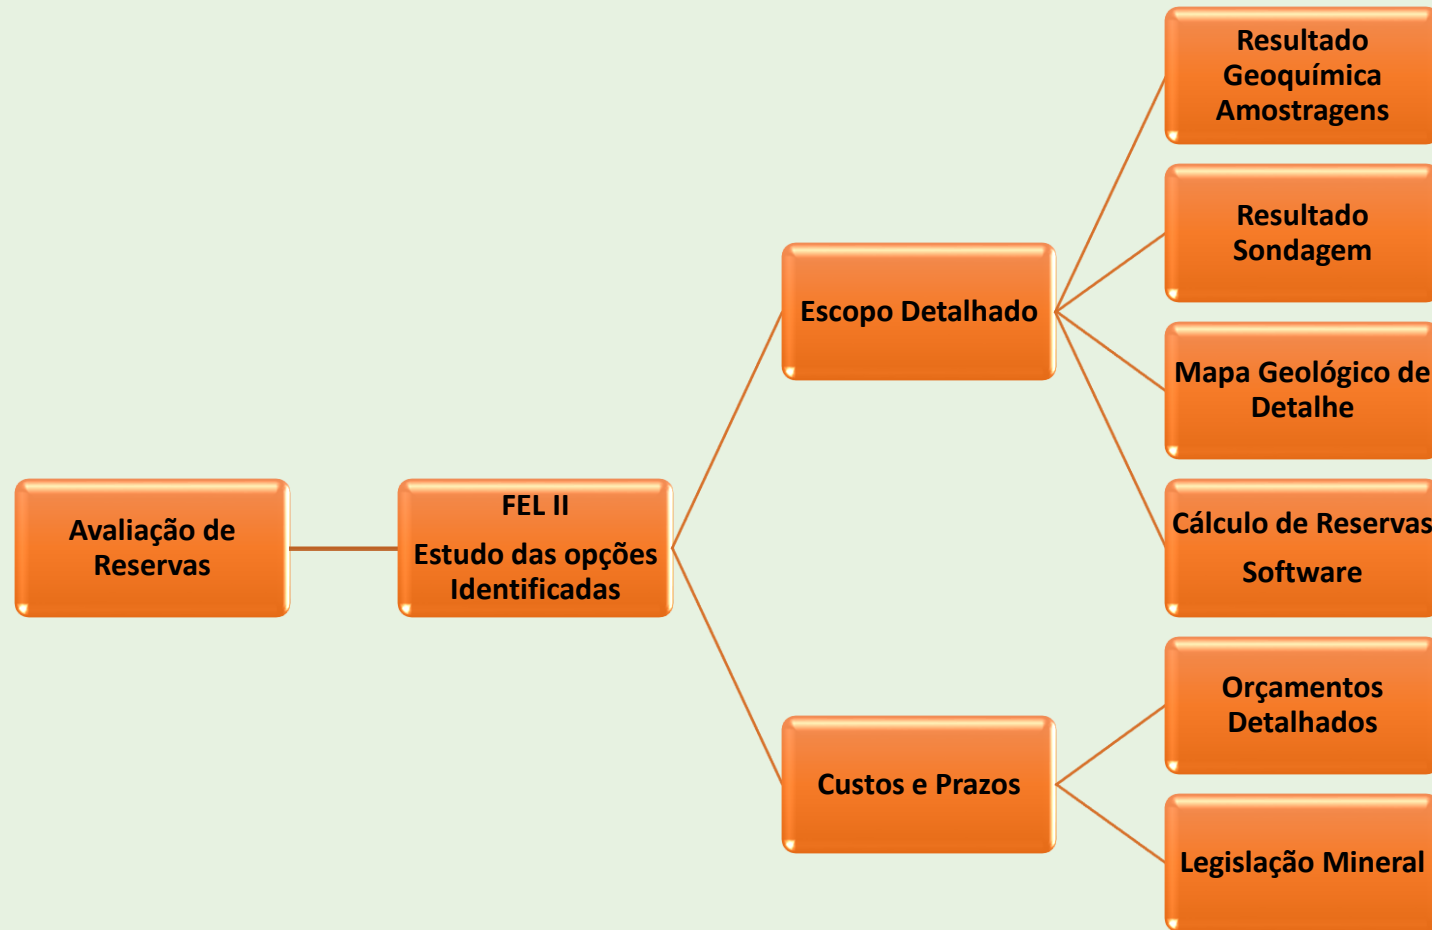 Avaliação de
Reservas
FEL II
Estudo das opções
Identificadas
Escopo Detalhado
Resultado
Geoquímica
Amostragens
Resultado
Sondagem
Mapa Geológico de
Detalhe
Cálculo de Reservas
Software
Custos e Prazos
Orçamentos
Detalhados
Legislação Mineral